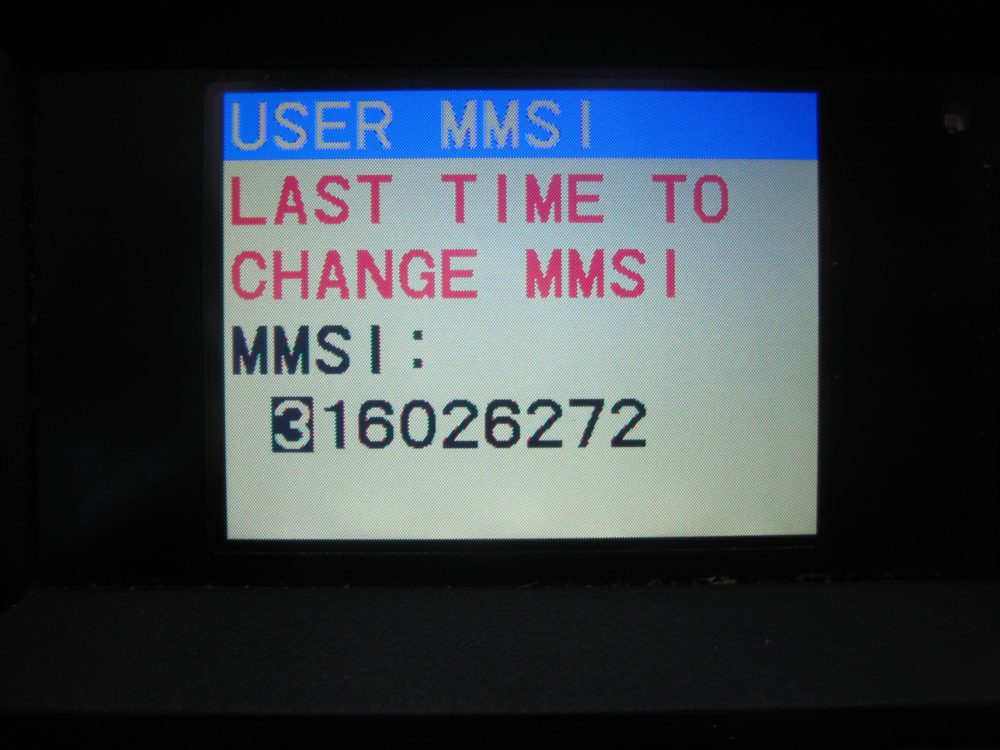 USER MMSI
LAST TIME TO
CHANGE MMSI
MMSI:
316026272